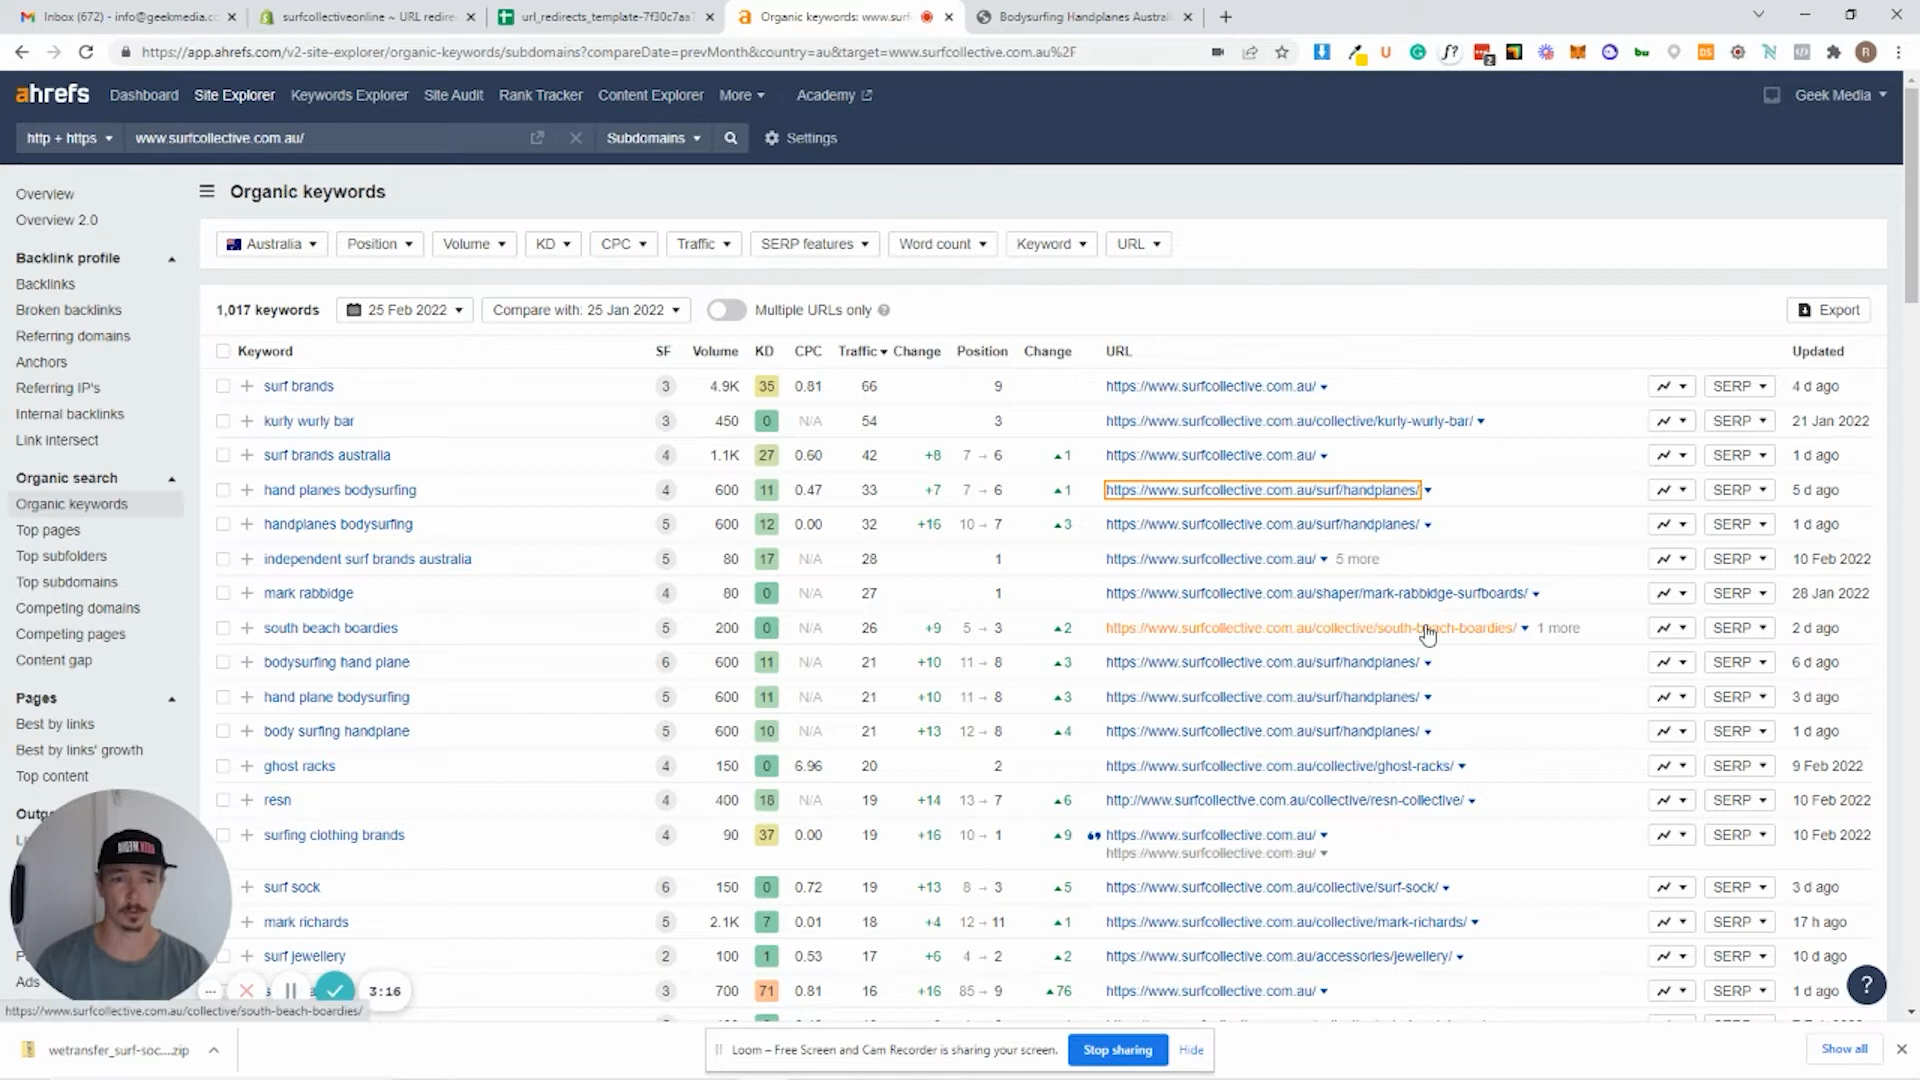 Inbox (672) - info@geekmedia.c
surfcollectiveonline ~ URL redire
url_redirects_template-7f30c7aa7
Organic keywords: www.surf
Bodysurfing Handplanes Austral
https://app.ahrefs.com/v2-site-explorer/organic-keywords/subdomains?compareDate=prevMonth&country=au&target=www.surfcollective.com.au%2F
ahrefs Dashboard Site Explorer Keywords Explorer Site Audit Rank Tracker Content Explorer More Academy Geek Media
http + https www.surfcollective.com.au/ Subdomains Settings
Overview
Overview 2.0
Backlink profile
Backlinks
Broken backlinks
Referring domains
Anchors
Referring IP's
Internal backlinks
Link intersect
Organic search
Organic keywords
Top pages
Top subfolders
Top subdomains
Competing domains
Competing pages
Content gap
Pages
Best by links
Best by links' growth
Top content
Outg
Ads
Organic keywords
Australia Position Volume KD CPC Traffic SERP features Word count Keyword URL
1,017 keywords 25 Feb 2022 Compare with: 25 Jan 2022 Multiple URLs only Export
Keyword SF Volume KD CPC Traffic Change Position Change URL Updated
surf brands 3 4.9K 35 0.81 66 9 https://www.surfcollective.com.au/ SERP 4 d ago
kurly wurly bar 3 450 0 N/A 54 3 https://www.surfcollective.com.au/collective/kurly-wurly-bar/ SERP 21 Jan 2022
surf brands australia 4 1.1K 27 0.60 42 +8 7 → 6 1 https://www.surfcollective.com.au/ SERP 1 d ago
hand planes bodysurfing 4 600 11 0.47 33 +7 7 → 6 1 https://www.surfcollective.com.au/surf/handplanes/ SERP 5 d ago
handplanes bodysurfing 5 600 12 0.00 32 +16 10 → 7 3 https://www.surfcollective.com.au/surf/handplanes/ SERP 1 d ago
independent surf brands australia 5 80 17 N/A 28 1 https://www.surfcollective.com.au/ 5 more SERP 10 Feb 2022
mark rabbidge 4 80 0 N/A 27 1 https://www.surfcollective.com.au/shaper/mark-rabbidge-surfboards/ SERP 28 Jan 2022
south beach boardies 5 200 0 N/A 26 +9 5 → 3 2 https://www.surfcollective.com.au/collective/south-beach-boardies/ 1 more SERP 2 d ago
bodysurfing hand plane 6 600 11 N/A 21 +10 11 → 8 3 https://www.surfcollective.com.au/surf/handplanes/ SERP 6 d ago
hand plane bodysurfing 5 600 11 N/A 21 +10 11 → 8 3 https://www.surfcollective.com.au/surf/handplanes/ SERP 3 d ago
body surfing handplane 5 600 10 N/A 21 +13 12 → 8 4 https://www.surfcollective.com.au/surf/handplanes/ SERP 1 d ago
ghost racks 4 150 0 6.96 20 2 https://www.surfcollective.com.au/collective/ghost-racks/ SERP 9 Feb 2022
resn 4 400 18 N/A 19 +14 13 → 7 6 http://www.surfcollective.com.au/collective/resn-collective/ SERP 10 Feb 2022
surfing clothing brands 4 90 37 0.00 19 +16 10 → 1 9 https://www.surfcollective.com.au/ SERP 10 Feb 2022
https://www.surfcollective.com.au/
surf sock 6 150 0 0.72 19 +13 8 → 3 5 https://www.surfcollective.com.au/collective/surf-sock/ SERP 3 d ago
mark richards 5 2.1K 7 0.01 18 +4 12 → 11 1 https://www.surfcollective.com.au/collective/mark-richards/ SERP 17 h ago
surf jewellery 2 100 1 0.53 17 +6 4 → 2 2 https://www.surfcollective.com.au/accessories/jewellery/ SERP 10 d ago
3 700 71 0.81 16 +16 85 → 9 76 https://www.surfcollective.com.au/ SERP 1 d ago
3:16
https://www.surfcollective.com.au/collective/south-beach-boardies/
wetransfer_surf-soc....zip
Loom – Free Screen and Cam Recorder is sharing your screen. Stop sharing Hide
Show all